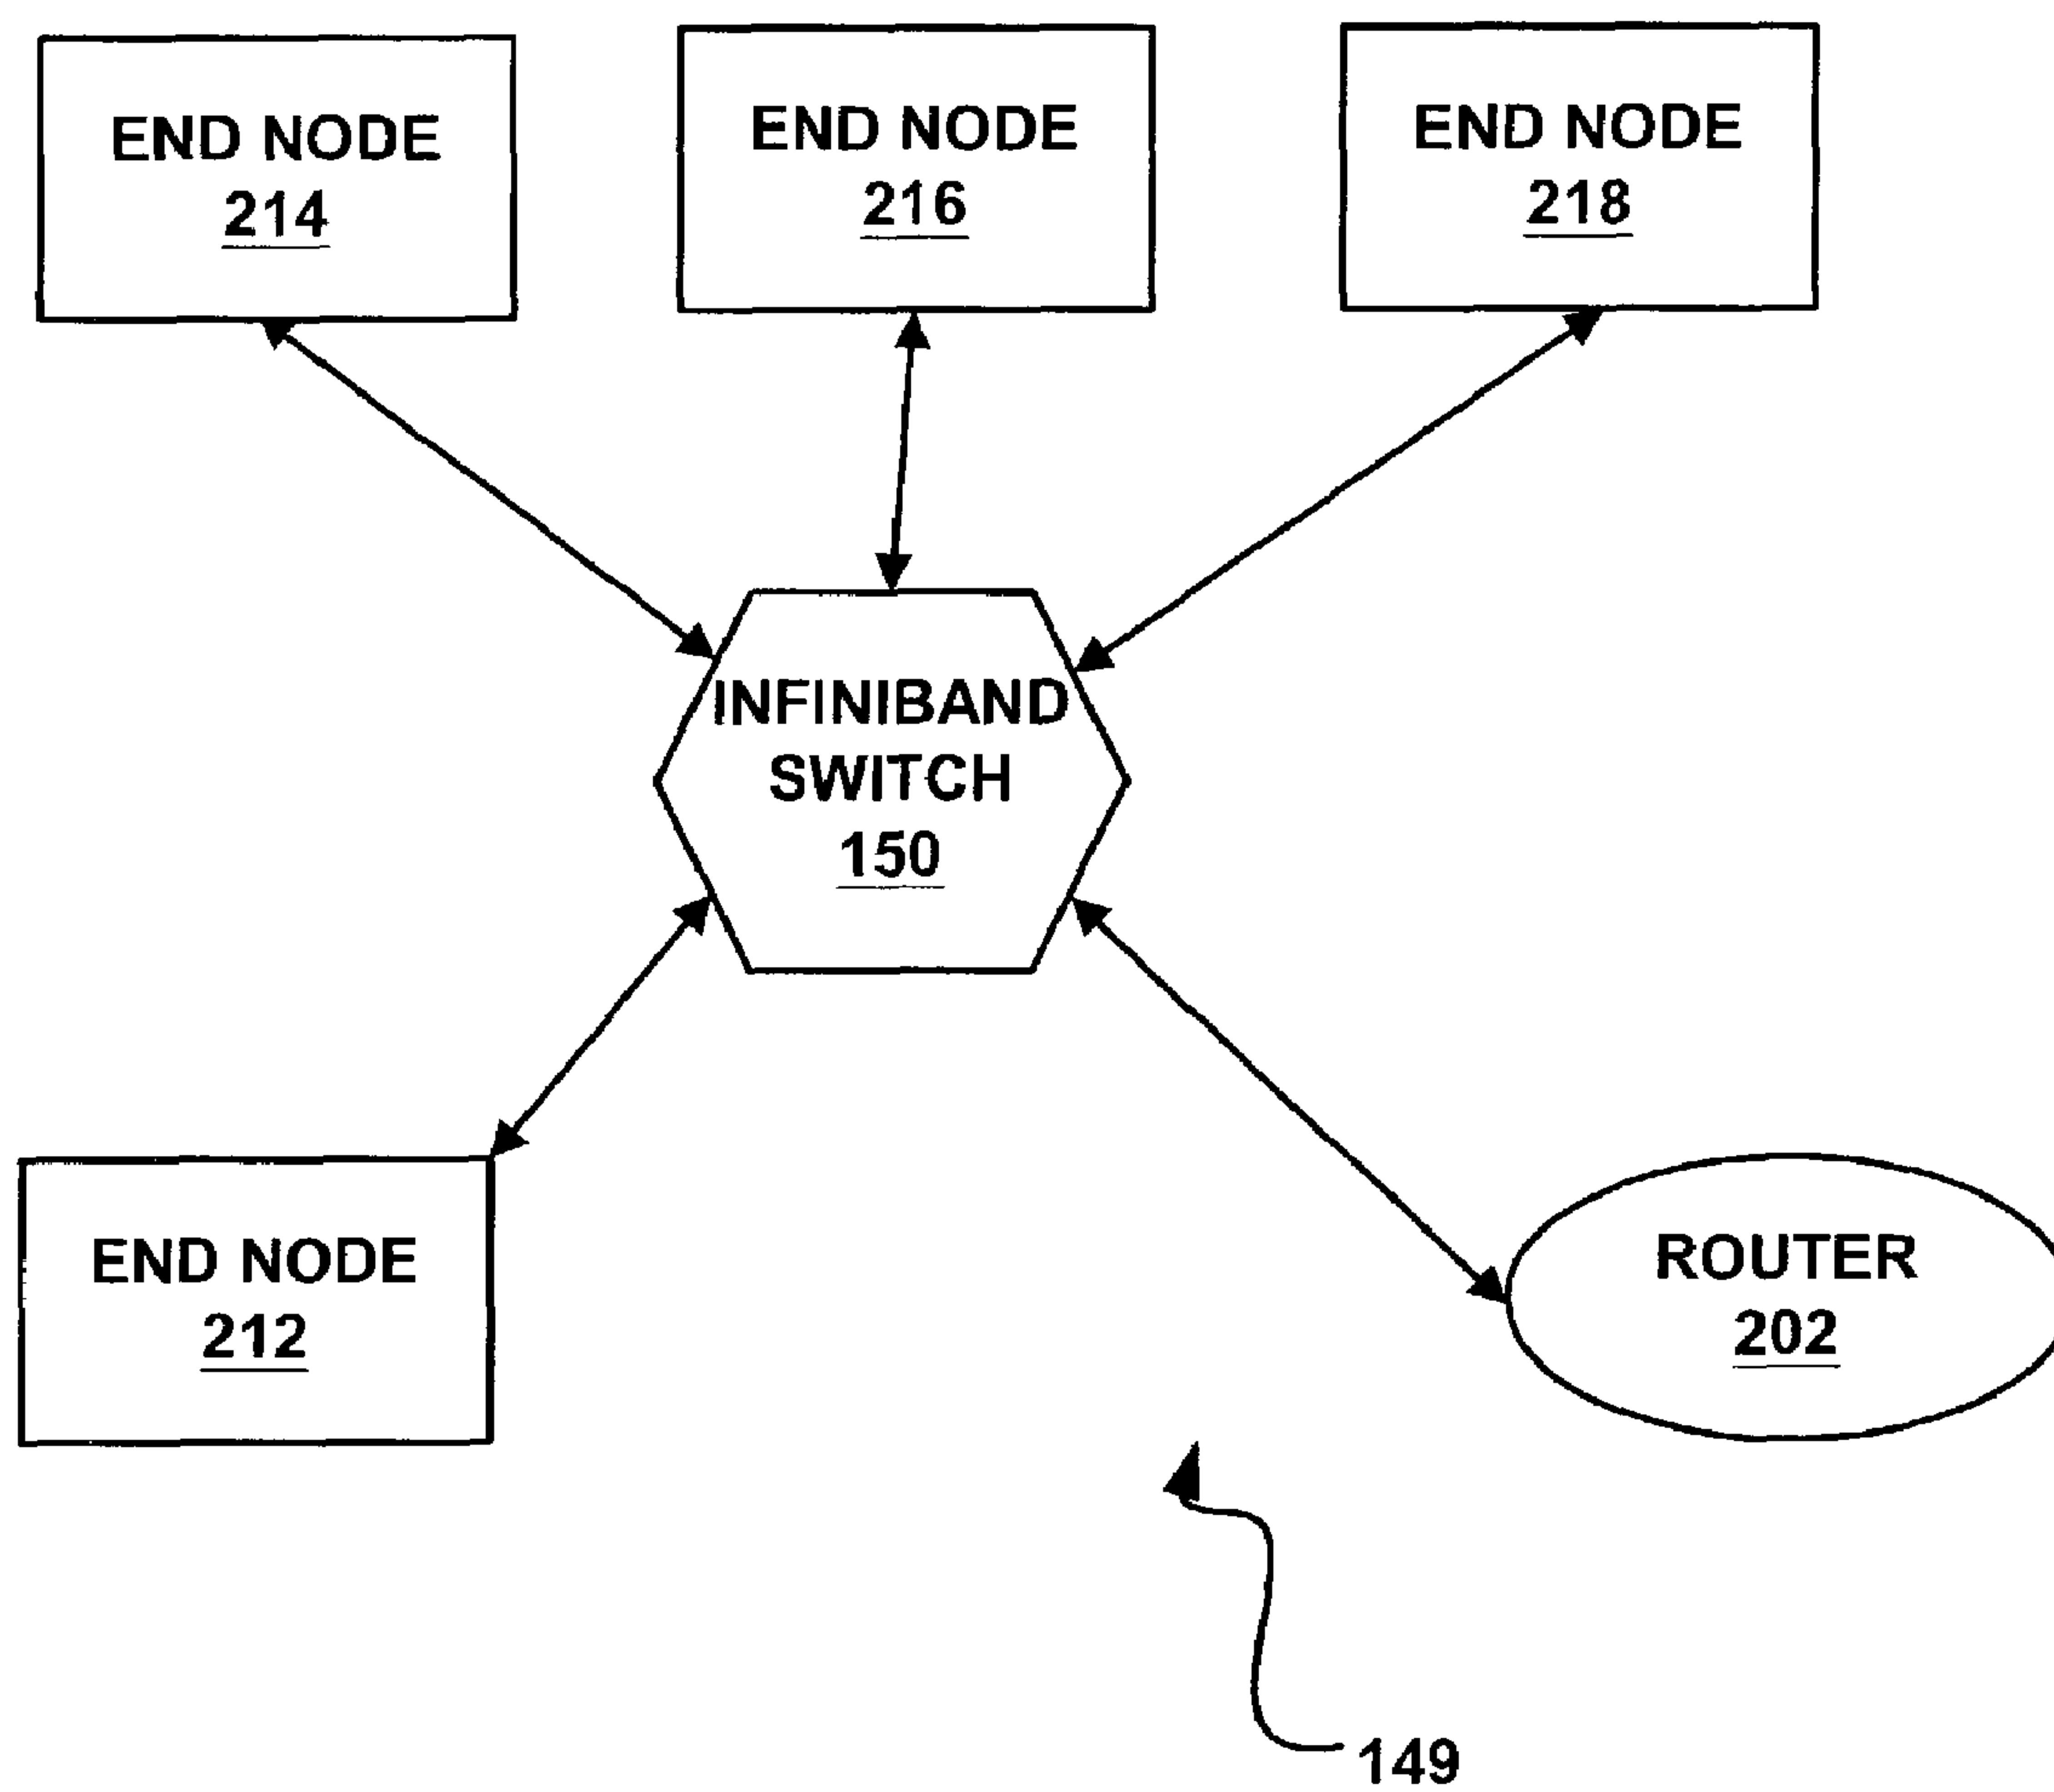 END NODE
214
END NODE
216
END NODE
218
INFINIBAND
SWITCH
150
END NODE
212
ROUTER
202
149